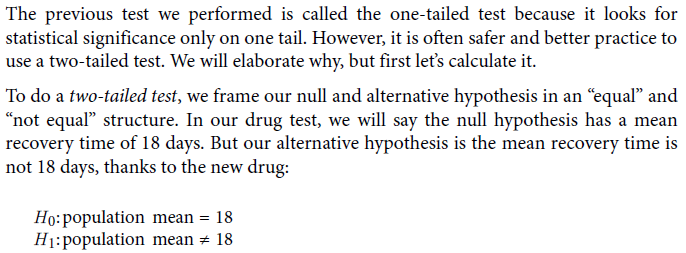 The previous test we performed is called the one-tailed test because it looks for
statistical significance only on one tail. However, it is often safer and better practice to
use a two-tailed test. We will elaborate why, but first let’s calculate it.
To do a two-tailed test, we frame our null and alternative hypothesis in an “equal” and
“not equal” structure. In our drug test, we will say the null hypothesis has a mean
recovery time of 18 days. But our alternative hypothesis is the mean recovery time is
not 18 days, thanks to the new drug:
H₀: population mean = 18
H₁: population mean ≠ 18